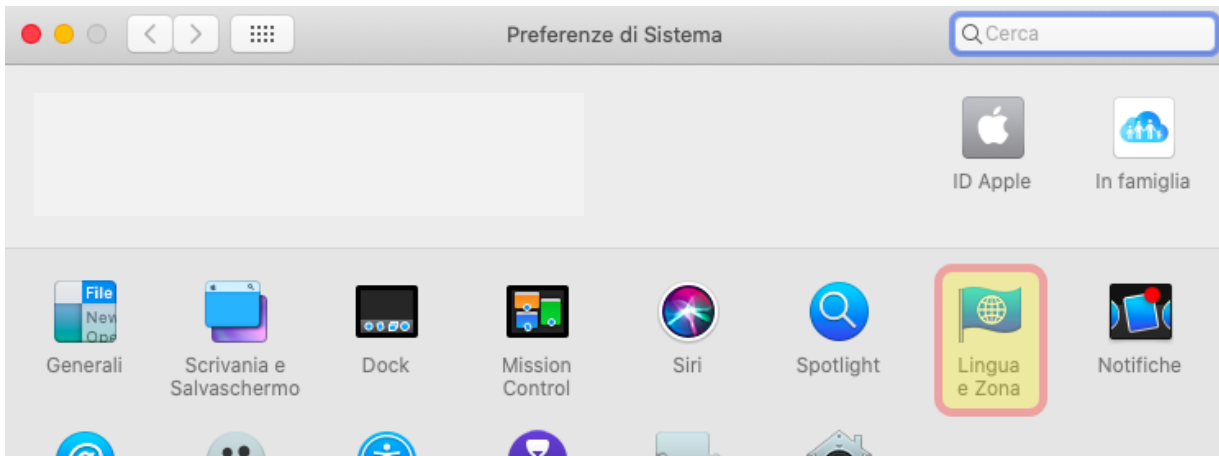 Preferenze di Sistema
Cerca
ID Apple
In famiglia
File
New
Ope
Generali
Scrivania e
Salvaschermo
Dock
Mission
Control
Siri
Spotlight
Lingua
e Zona
Notifiche